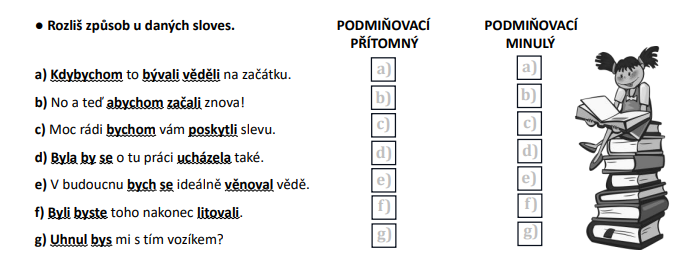 ● Rozliš způsob u daných sloves.
PODMIŇOVACÍ PŘÍTOMNÝ
PODMIŇOVACÍ MINULÝ
a) Kdybychom to bývali věděli na začátku. a) a)
b) No a teď abychom začali znova! b) b)
c) Moc rádi bychom vám poskytli slevu. c) c)
d) Byla by se o tu práci ucházela také. d) d)
e) V budoucnu bych se ideálně věnoval vědě. e) e)
f) Byli byste toho nakonec litovali. f) f)
g) Uhnul bys mi s tím vozíkem? g) g)